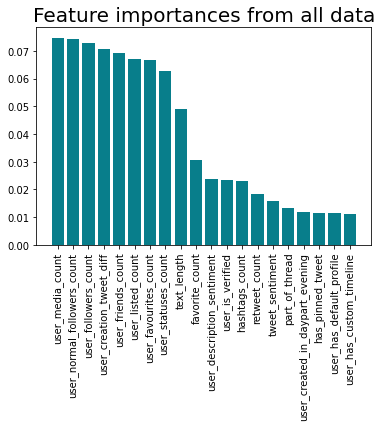 Feature importances from all data
0.07
0.06
0.05
0.04
0.03
0.02
0.01
0.00
user_media_count
user_normal_followers_count
user_followers_count
user_creation_tweet_diff
user_friends_count
user_listed_count
user_favourites_count
user_statuses_count
text_length
favorite_count
user_description_sentiment
user_is_verified
hashtags_count
retweet_count
tweet_sentiment
part_of_thread
user_created_in_daypart_evening
has_pinned_tweet
user_has_default_profile
user_has_custom_timeline